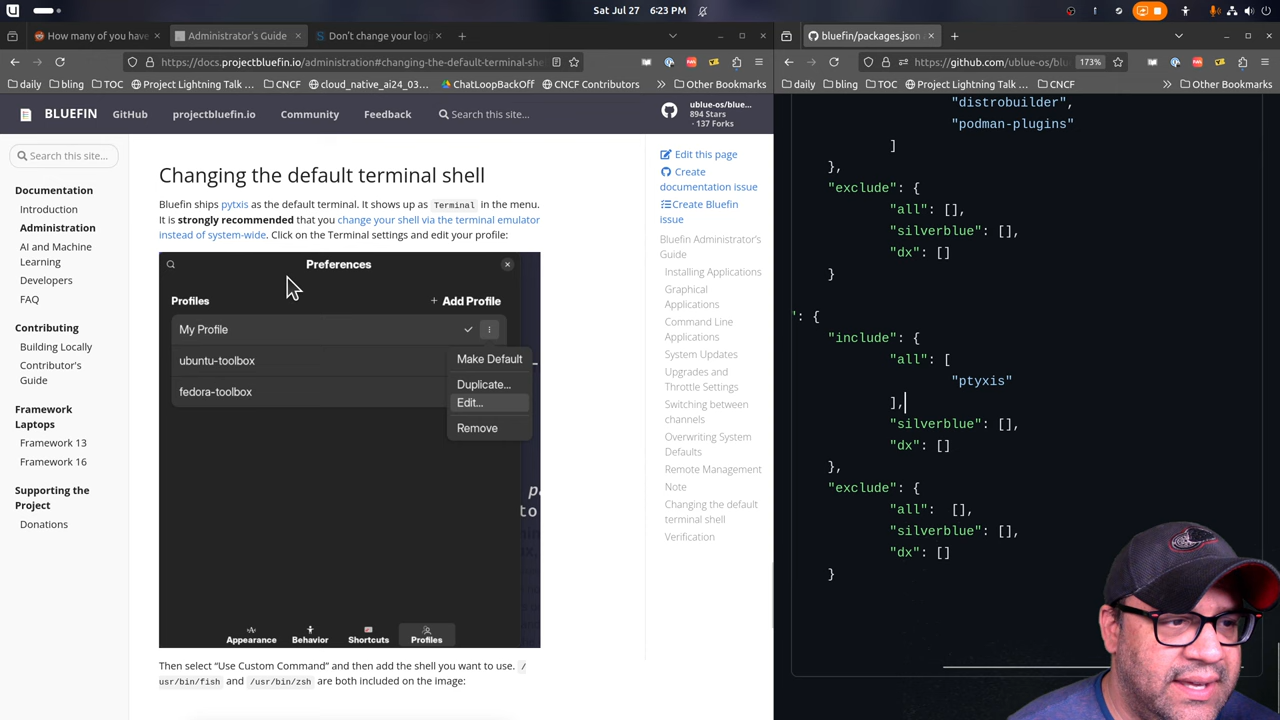 Sat Jul 27 6:23 PM
How many of you have
Administrator's Guide
Don't change your logi
https://docs.projectbluefin.io/administration#changing-the-default-terminal-she
daily
bling
TOC
Project Lightning Talk ...
CNCF
cloud_native_ai24_03...
ChatLoopBackOff
CNCF Contributors
Other Bookmarks
BLUEFIN
GitHub
projectbluefin.io
Community
Feedback
Search this site...
ublue-os/blue...
894 Stars
· 137 Forks
Search this site...
Documentation
Introduction
Administration
AI and Machine
Learning
Developers
FAQ
Contributing
Building Locally
Contributor's
Guide
Framework
Laptops
Framework 13
Framework 16
Supporting the
Project
Donations
Changing the default terminal shell
Bluefin ships pytxis as the default terminal. It shows up as Terminal in the menu.
It is strongly recommended that you change your shell via the terminal emulator
instead of system-wide. Click on the Terminal settings and edit your profile:
Preferences
Profiles
+ Add Profile
My Profile
ubuntu-toolbox
fedora-toolbox
Make Default
Duplicate...
Edit...
Remove
Appearance
Behavior
Shortcuts
Profiles
Then select “Use Custom Command” and then add the shell you want to use. /
usr/bin/fish and /usr/bin/zsh are both included on the image:
Edit this page
Create
documentation issue
Create Bluefin
issue
Bluefin Administrator's
Guide
Installing Applications
Graphical
Applications
Command Line
Applications
System Updates
Upgrades and
Throttle Settings
Switching between
channels
Overwriting System
Defaults
Remote Management
Note
Changing the default
terminal shell
Verification
bluefin/packages.json
https://github.com/ublue-os/blu
173%
daily
bling
TOC
Project Lightning Talk ...
CNCF
Other Bookmarks
"distrobuilder",
"podman-plugins"
]
},
"exclude": {
"all": [],
"silverblue": [],
"dx": []
}
": {
"include": {
"all": [
"ptyxis"
],
"silverblue": [],
"dx": []
},
"exclude": {
"all": [],
"silverblue": [],
"dx": []
}